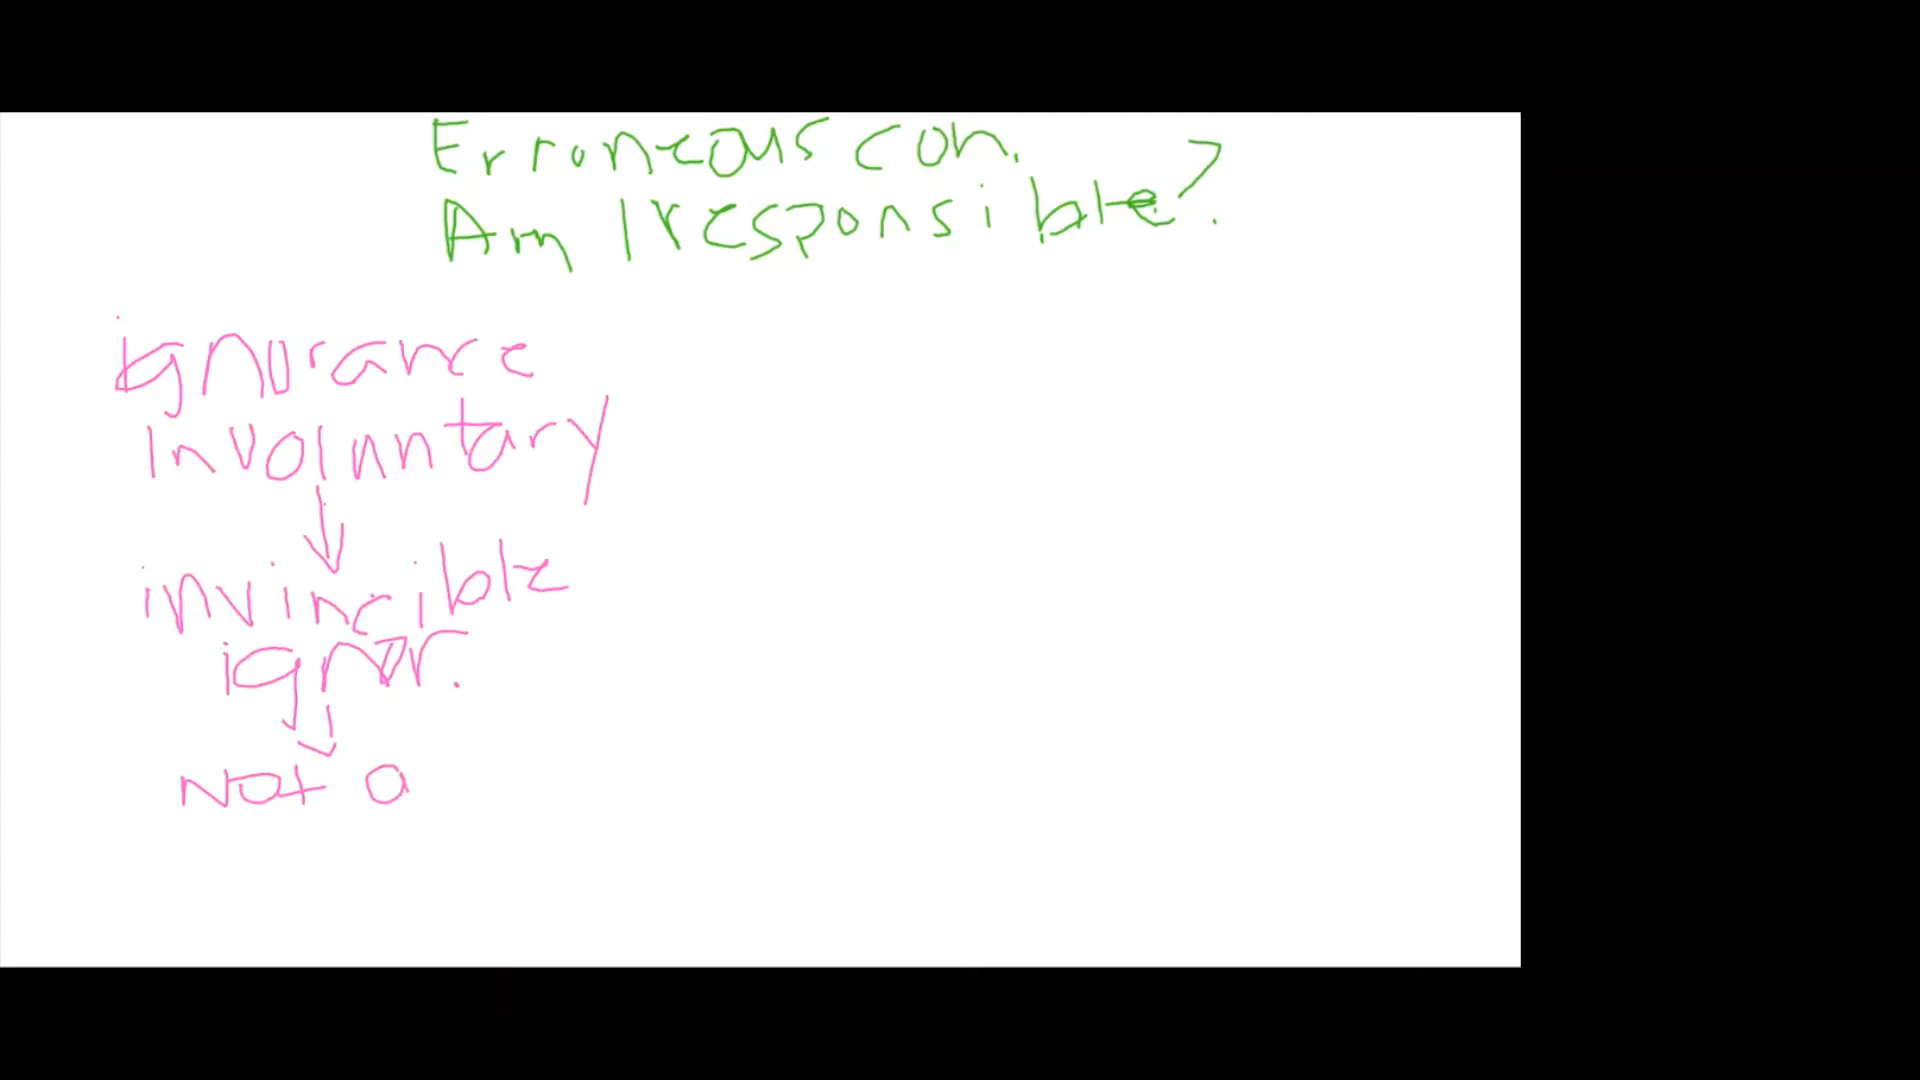 Erroneous con.
Am I responsible?
ignorance
Involuntary
invincible
ignor.
Not a